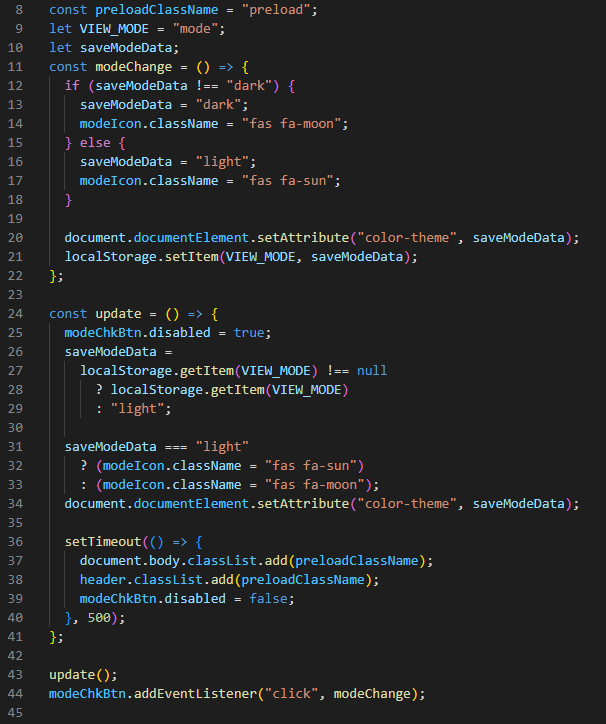 8 const preloadClassName = "preload";
9 let VIEW_MODE = "mode";
10 let saveModeData;
11 const modeChange = () => {
12   if (saveModeData !== "dark") {
13     saveModeData = "dark";
14     modeIcon.className = "fas fa-moon";
15   } else {
16     saveModeData = "light";
17     modeIcon.className = "fas fa-sun";
18   }
19
20   document.documentElement.setAttribute("color-theme", saveModeData);
21   localStorage.setItem(VIEW_MODE, saveModeData);
22 };
23
24 const update = () => {
25   modeChkBtn.disabled = true;
26   saveModeData =
27     localStorage.getItem(VIEW_MODE) !== null
28       ? localStorage.getItem(VIEW_MODE)
29       : "light";
30
31   saveModeData === "light"
32     ? (modeIcon.className = "fas fa-sun")
33     : (modeIcon.className = "fas fa-moon");
34   document.documentElement.setAttribute("color-theme", saveModeData);
35
36   setTimeout(() => {
37     document.body.classList.add(preloadClassName);
38     header.classList.add(preloadClassName);
39     modeChkBtn.disabled = false;
40   }, 500);
41 };
42
43 update();
44 modeChkBtn.addEventListener("click", modeChange);
45